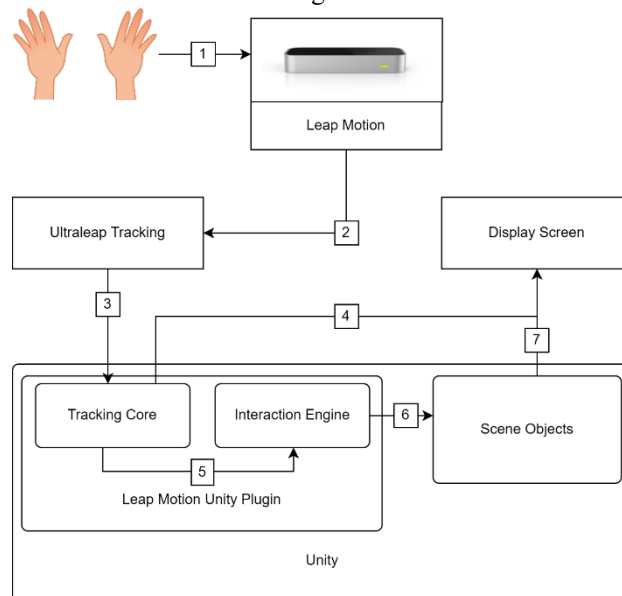 1
Leap Motion
2
Ultraleap Tracking
Display Screen
3
4
7
Tracking Core
Interaction Engine
6
Scene Objects
5
Leap Motion Unity Plugin
Unity